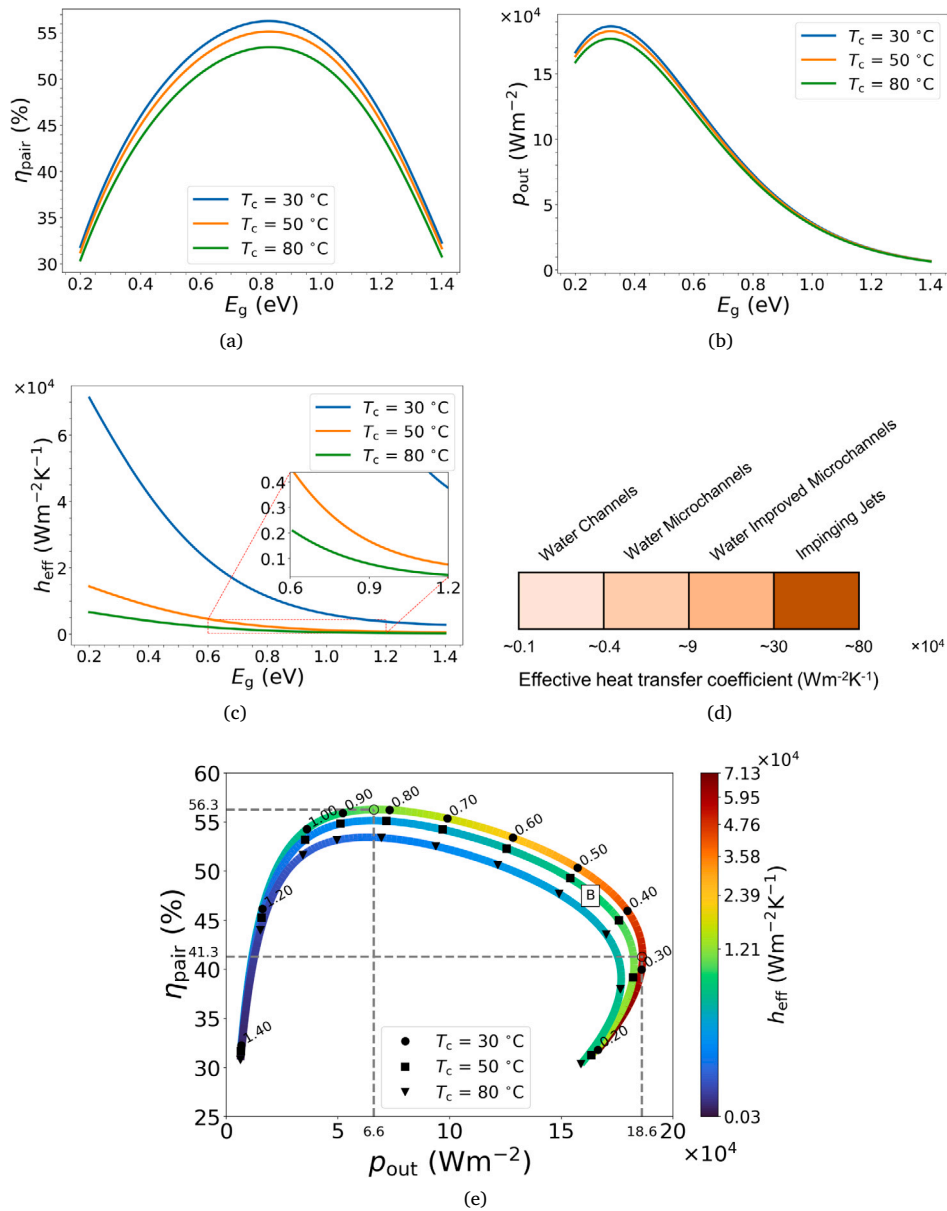 55
50
45
40
35
30
η_pair (%)
T_c = 30 °C
T_c = 50 °C
T_c = 80 °C
0.2 0.4 0.6 0.8 1.0 1.2 1.4
E_g (eV)
(a)
×10⁴
15
10
5
0
p_out (Wm⁻²)
T_c = 30 °C
T_c = 50 °C
T_c = 80 °C
0.2 0.4 0.6 0.8 1.0 1.2 1.4
E_g (eV)
(b)
×10⁴
6
4
2
0
h_eff (Wm⁻²K⁻¹)
T_c = 30 °C
T_c = 50 °C
T_c = 80 °C
0.4
0.3
0.2
0.1
0.6 0.9 1.2
0.2 0.4 0.6 0.8 1.0 1.2 1.4
E_g (eV)
(c)
Water Channels
Water Microchannels
Water Improved Microchannels
Impinging Jets
~0.1 ~0.4 ~9 ~30 ~80 ×10⁴
Effective heat transfer coefficient (Wm⁻²K⁻¹)
(d)
60
56.3
55
50
45
41.3
40
35
30
25
η_pair (%)
1.00 0.90 0.80 0.70 0.60 0.50 0.40 0.30 0.20
1.20
1.40
B
T_c = 30 °C
T_c = 50 °C
T_c = 80 °C
0 5 6.6 10 15 18.6 20
×10⁴
p_out (Wm⁻²)
×10⁴
7.13
5.95
4.76
3.58
2.39
1.21
0.03
h_eff (Wm⁻²K⁻¹)
(e)